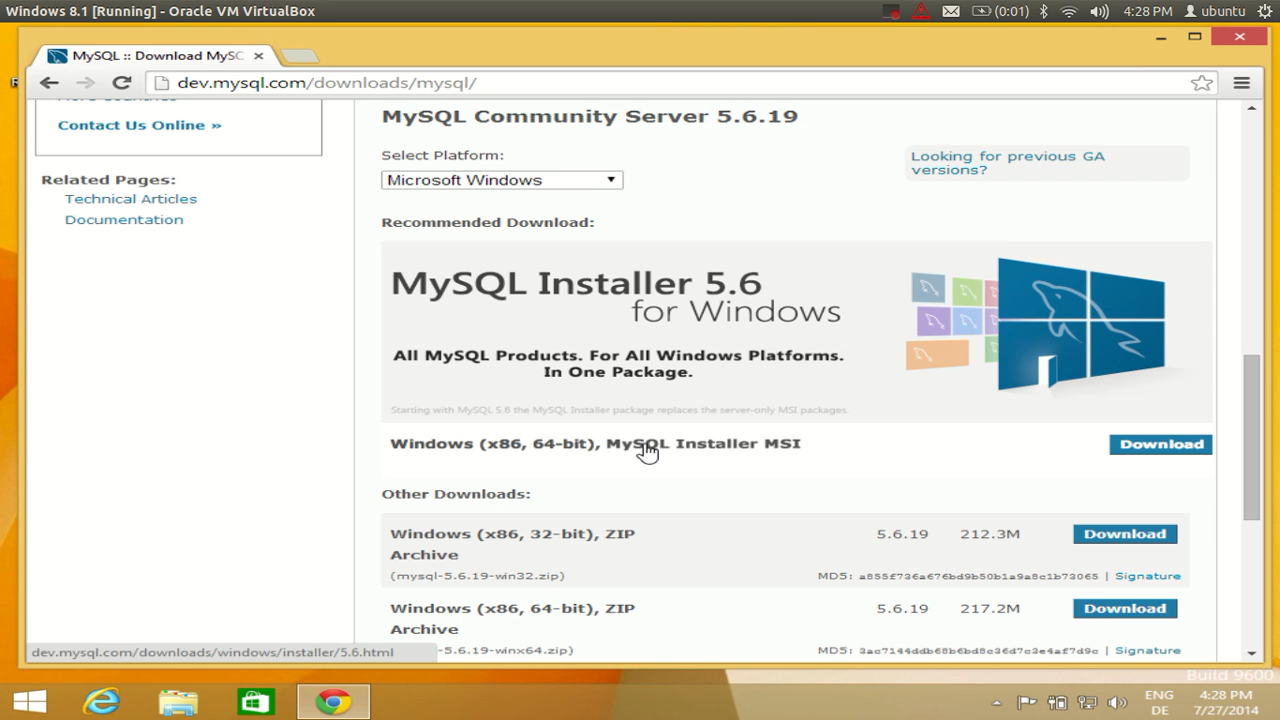 Windows 8.1 [Running] - Oracle VM VirtualBox
(0:01)
4:28 PM
ubuntu
MySQL :: Download MySC
dev.mysql.com/downloads/mysql/
Contact Us Online »
Related Pages:
Technical Articles
Documentation
MySQL Community Server 5.6.19
Select Platform:
Microsoft Windows
Looking for previous GA
versions?
Recommended Download:
MySQL Installer 5.6
for Windows
All MySQL Products. For All Windows Platforms.
In One Package.
Starting with MySQL 5.6 the MySQL Installer package replaces the server-only MSI packages.
Windows (x86, 64-bit), MySQL Installer MSI
Download
Other Downloads:
Windows (x86, 32-bit), ZIP
Archive
5.6.19
212.3M
Download
(mysql-5.6.19-win32.zip)
MD5: a855f736a676bd9b50b1a9a8c1b73065 | Signature
Windows (x86, 64-bit), ZIP
Archive
5.6.19
217.2M
Download
-5.6.19-winx64.zip)
MD5: 3ac7144ddb68b6bd8c36d7c3e4af7d9c | Signature
dev.mysql.com/downloads/windows/installer/5.6.html
Build 9600
ENG
DE
4:28 PM
7/27/2014